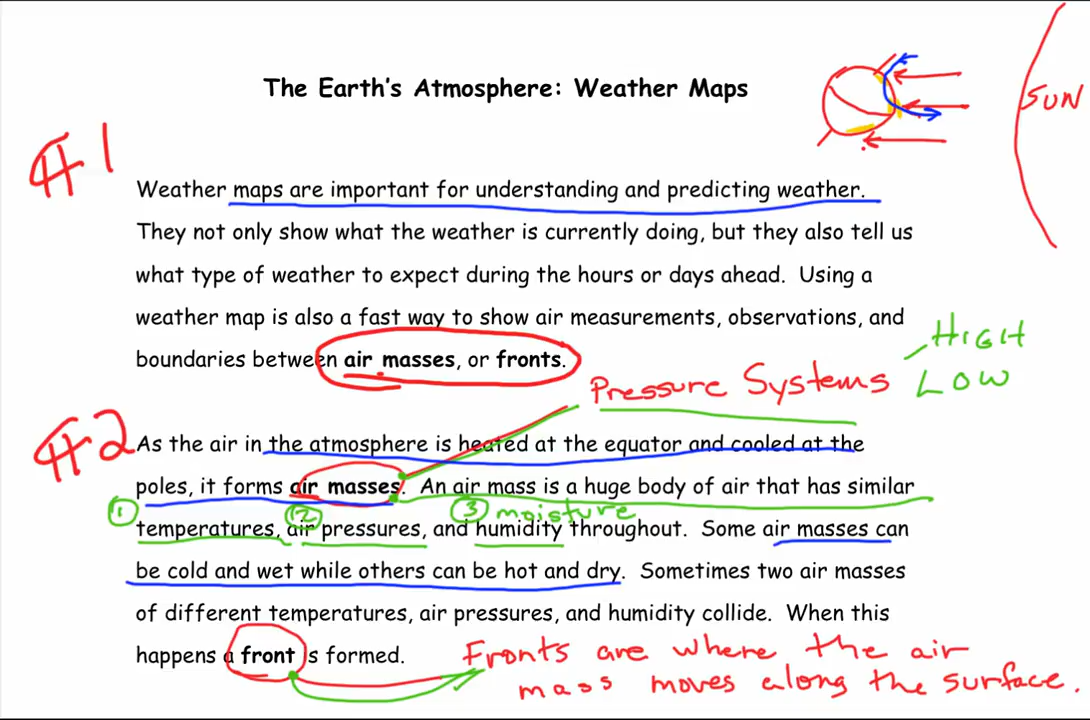 The Earth's Atmosphere: Weather Maps
SUN
#1
Weather maps are important for understanding and predicting weather.
They not only show what the weather is currently doing, but they also tell us
what type of weather to expect during the hours or days ahead. Using a
weather map is also a fast way to show air measurements, observations, and
boundaries between air masses, or fronts.
HIGH
Pressure Systems LOW
#2
As the air in the atmosphere is heated at the equator and cooled at the
poles, it forms air masses. An air mass is a huge body of air that has similar
1 2 3 moisture
temperatures, air pressures, and humidity throughout. Some air masses can
be cold and wet while others can be hot and dry. Sometimes two air masses
of different temperatures, air pressures, and humidity collide. When this
happens a front is formed.
Fronts are where the air
mass moves along the surface.